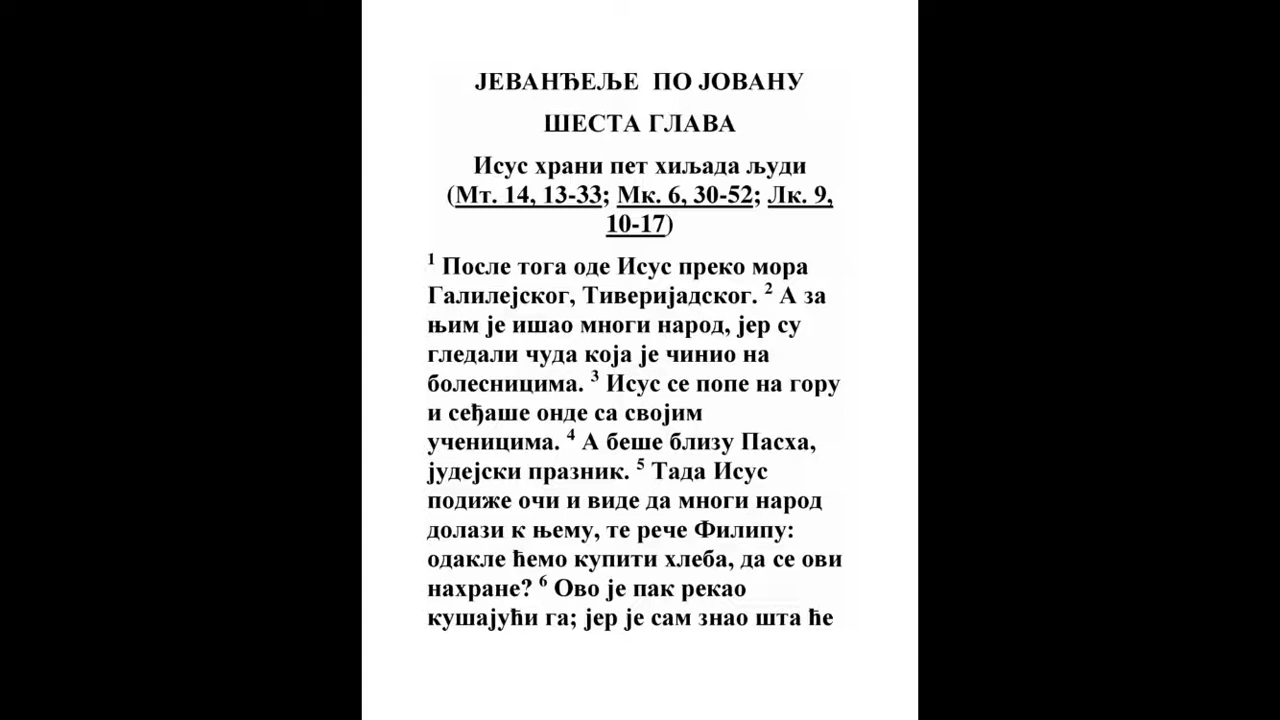 ЈЕВАНЂЕЉЕ ПО ЈОВАНУ
ШЕСТА ГЛАВА
Исус храни пет хиљада људи
(Мт. 14, 13-33; Мк. 6, 30-52; Лк. 9,
10-17)
1 После тога оде Исус преко мора
Галилејског, Тиверијадског. 2 А за
њим је ишао многи народ, јер су
гледали чуда која је чинио на
болесницима. 3 Исус се попе на гору
и сеђаше онде са својим
ученицима. 4 А беше близу Пасха,
јудејски празник. 5 Тада Исус
подиже очи и виде да многи народ
долази к њему, те рече Филипу:
одакле ћемо купити хлеба, да се ови
нахране? 6 Ово је пак рекао
кушајући га; јер је сам знао шта ће